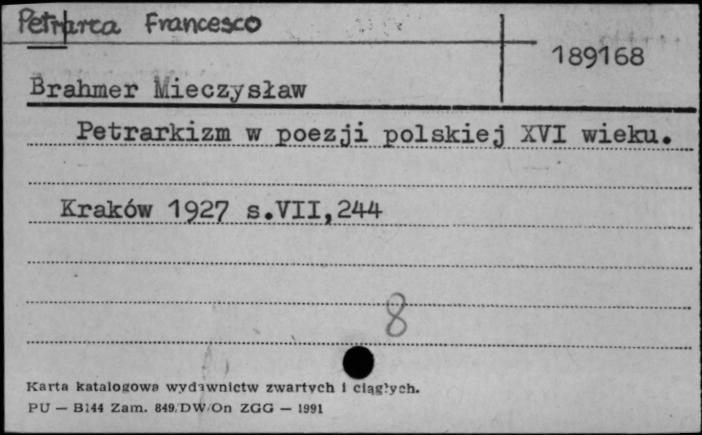 Petrarca Francesco
189168
Brahmer Mieczysław
Petrarkizm w poezji polskiej XVI wieku.
Kraków 1927 s.VII,244
8
Karta katalogowa wydawnictw zwartych i ciągłych.
PU — B144 Zam. 849/DW/On ZGG — 1991